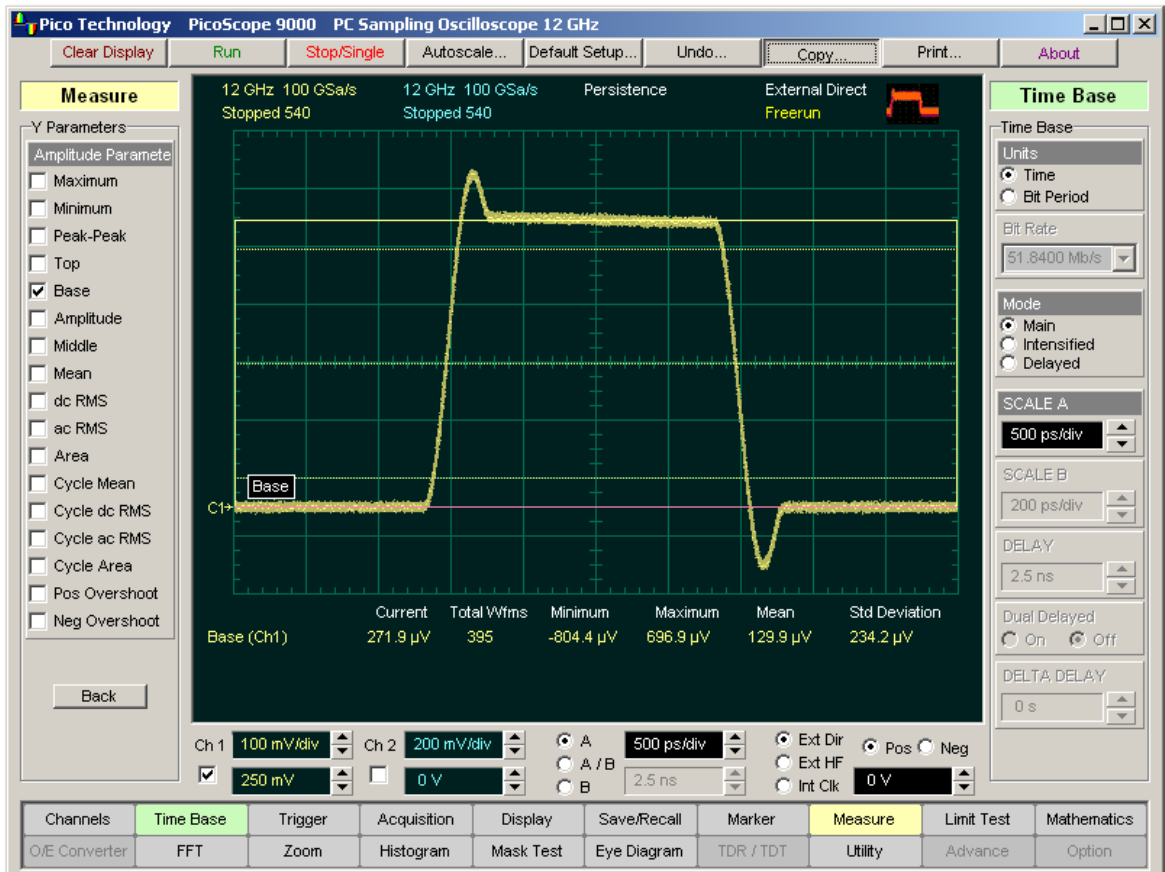 Pico Technology PicoScope 9000 PC Sampling Oscilloscope 12 GHz
Clear Display Run Stop/Single Autoscale... Default Setup... Undo... Copy... Print... About
Measure
Y Parameters
Amplitude Paramete
Maximum
Minimum
Peak-Peak
Top
Base
Amplitude
Middle
Mean
dc RMS
ac RMS
Area
Cycle Mean
Cycle dc RMS
Cycle ac RMS
Cycle Area
Pos Overshoot
Neg Overshoot
Back
12 GHz 100 GSa/s 12 GHz 100 GSa/s Persistence External Direct
Stopped 540 Stopped 540 Freerun
Base
C1
Current Total Wfms Minimum Maximum Mean Std Deviation
Base (Ch1) 271.9 µV 395 -804.4 µV 696.9 µV 129.9 µV 234.2 µV
Time Base
Time Base
Units
Time
Bit Period
Bit Rate
51.8400 Mb/s
Mode
Main
Intensified
Delayed
SCALE A
500 ps/div
SCALE B
200 ps/div
DELAY
2.5 ns
Dual Delayed
On Off
DELTA DELAY
0 s
Ch 1 100 mV/div Ch 2 200 mV/div A 500 ps/div Ext Dir Pos Neg
A / B Ext HF
250 mV 0 V B 2.5 ns Int Clk 0 V
Channels Time Base Trigger Acquisition Display Save/Recall Marker Measure Limit Test Mathematics
O/E Converter FFT Zoom Histogram Mask Test Eye Diagram TDR / TDT Utility Advance Option